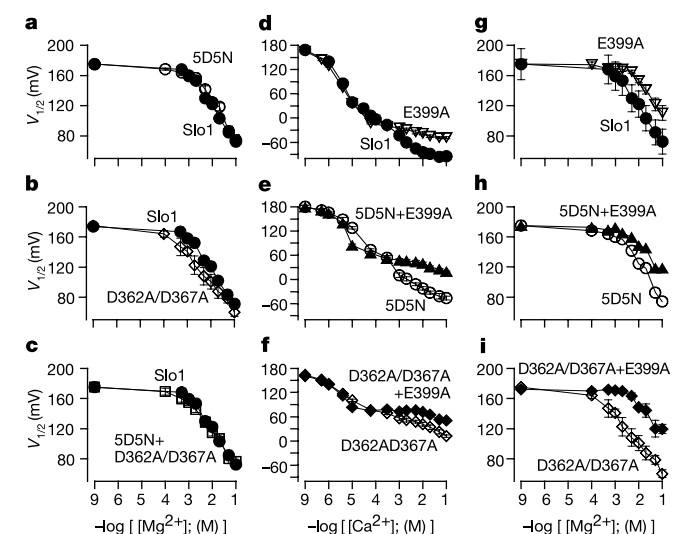 a
200
160
120
80
V1/2 (mV)
5D5N
Slo1
d
180
120
60
0
−60
E399A
Slo1
g
200
160
120
80
E399A
Slo1
b
200
160
120
80
V1/2 (mV)
Slo1
D362A/D367A
e
180
120
60
0
−60
5D5N+E399A
5D5N
h
200
160
120
80
5D5N+E399A
5D5N
c
200
160
120
80
V1/2 (mV)
Slo1
5D5N+
D362A/D367A
9 5 4 3 2 1
−log [ [Mg2+]; (M) ]
f
180
120
60
0
−60
D362A/D367A
+E399A
D362AD367A
9 5 4 3 2 1
−log [ [Ca2+]; (M) ]
i
200
160
120
80
D362A/D367A+E399A
D362A/D367A
9 5 4 3 2 1
−log [ [Mg2+]; (M) ]